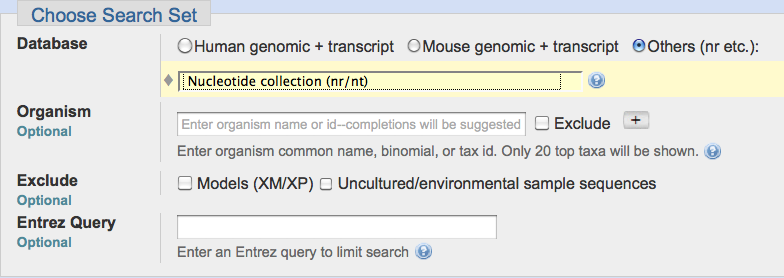 Choose Search Set
Database
Human genomic + transcript Mouse genomic + transcript Others (nr etc.):
Nucleotide collection (nr/nt)
Organism
Optional
Enter organism name or id--completions will be suggested Exclude +
Enter organism common name, binomial, or tax id. Only 20 top taxa will be shown.
Exclude
Optional
Models (XM/XP) Uncultured/environmental sample sequences
Entrez Query
Optional
Enter an Entrez query to limit search